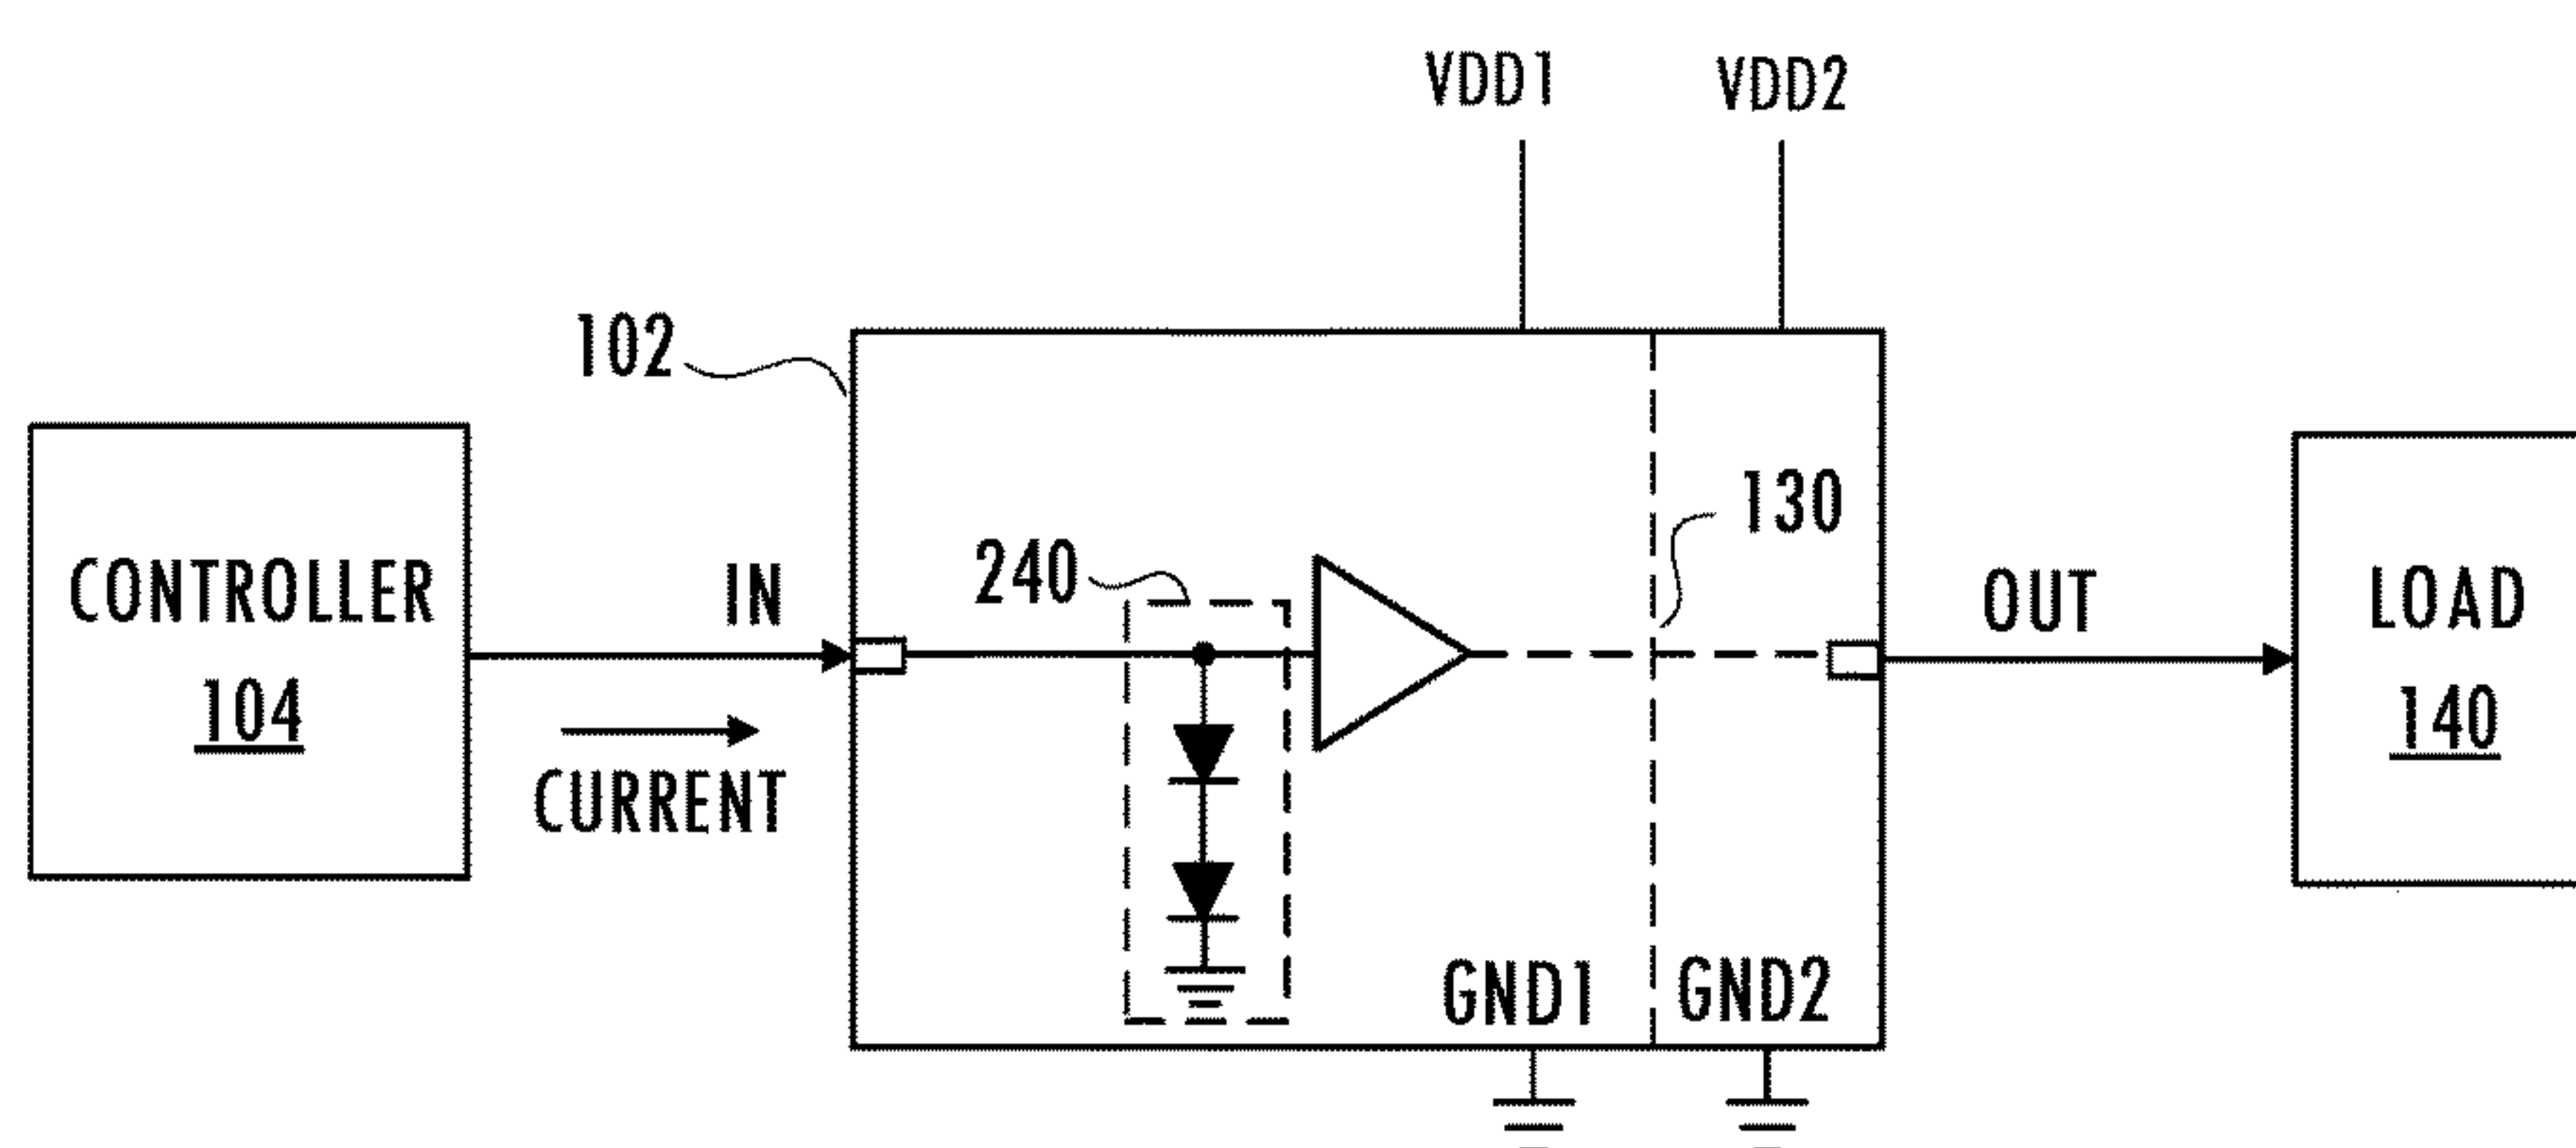 VDD1
VDD2
102
130
240
IN
CONTROLLER
104
CURRENT
OUT
LOAD
140
GND1
GND2